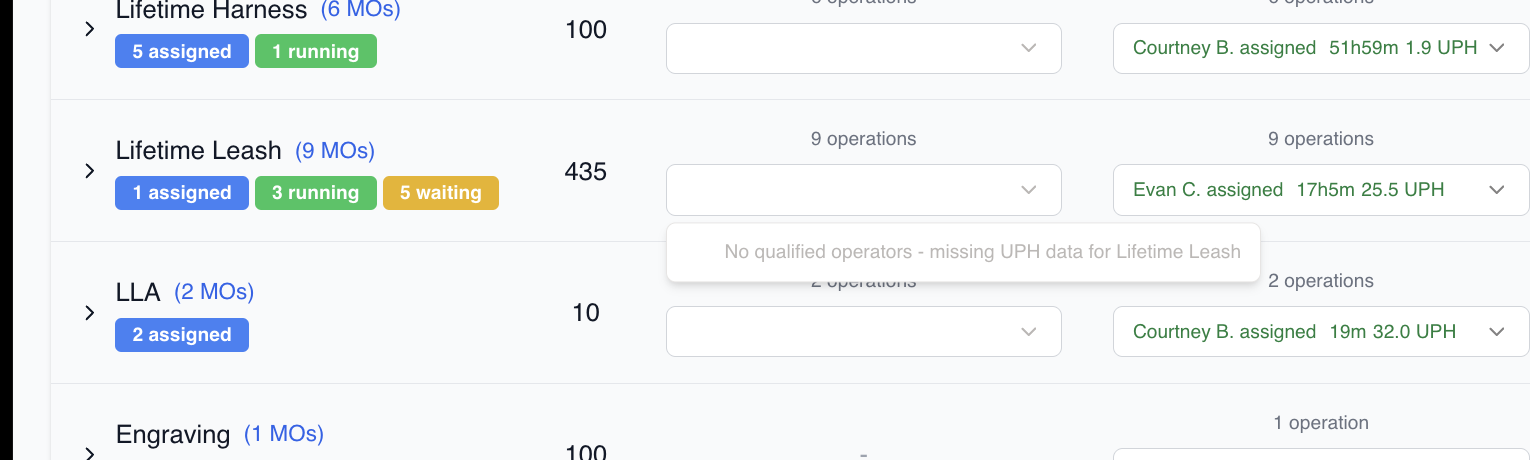 Lifetime Harness (6 MOs)
5 assigned 1 running
100
6 operations
6 operations
Courtney B. assigned 51h59m 1.9 UPH
Lifetime Leash (9 MOs)
1 assigned 3 running 5 waiting
435
9 operations
9 operations
Evan C. assigned 17h5m 25.5 UPH
No qualified operators - missing UPH data for Lifetime Leash
LLA (2 MOs)
2 assigned
10
2 operations
2 operations
Courtney B. assigned 19m 32.0 UPH
Engraving (1 MOs)
100
-
1 operation